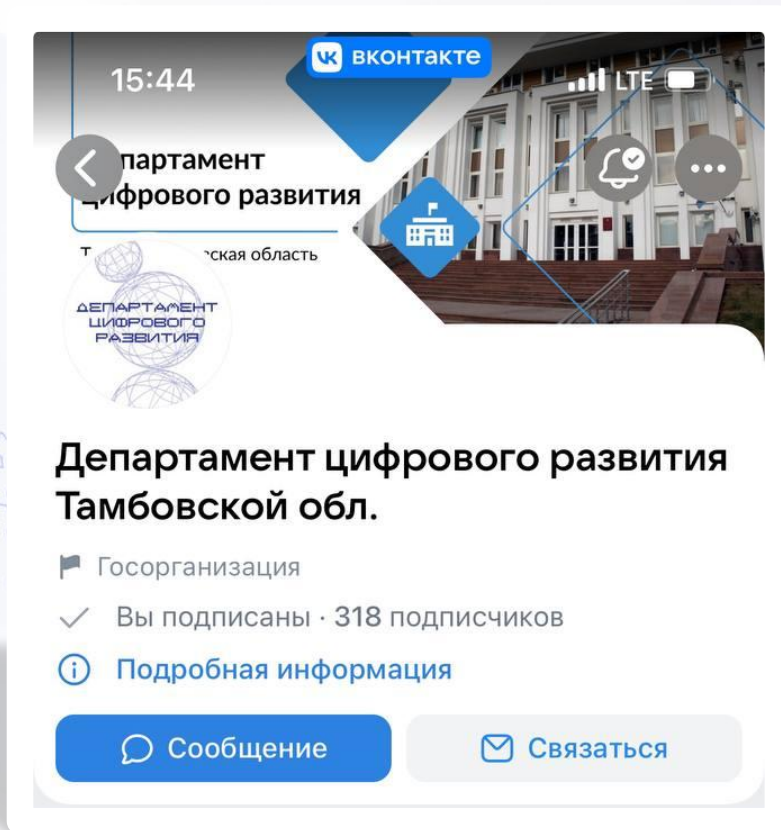 вконтакте
15:44
LTE
партамент
цифрового развития
ская область
ДЕПАРТАМЕНТ
ЦИФРОВОГО
РАЗВИТИЯ
Департамент цифрового развития
Тамбовской обл.
Госорганизация
Вы подписаны · 318 подписчиков
Подробная информация
Сообщение
Связаться